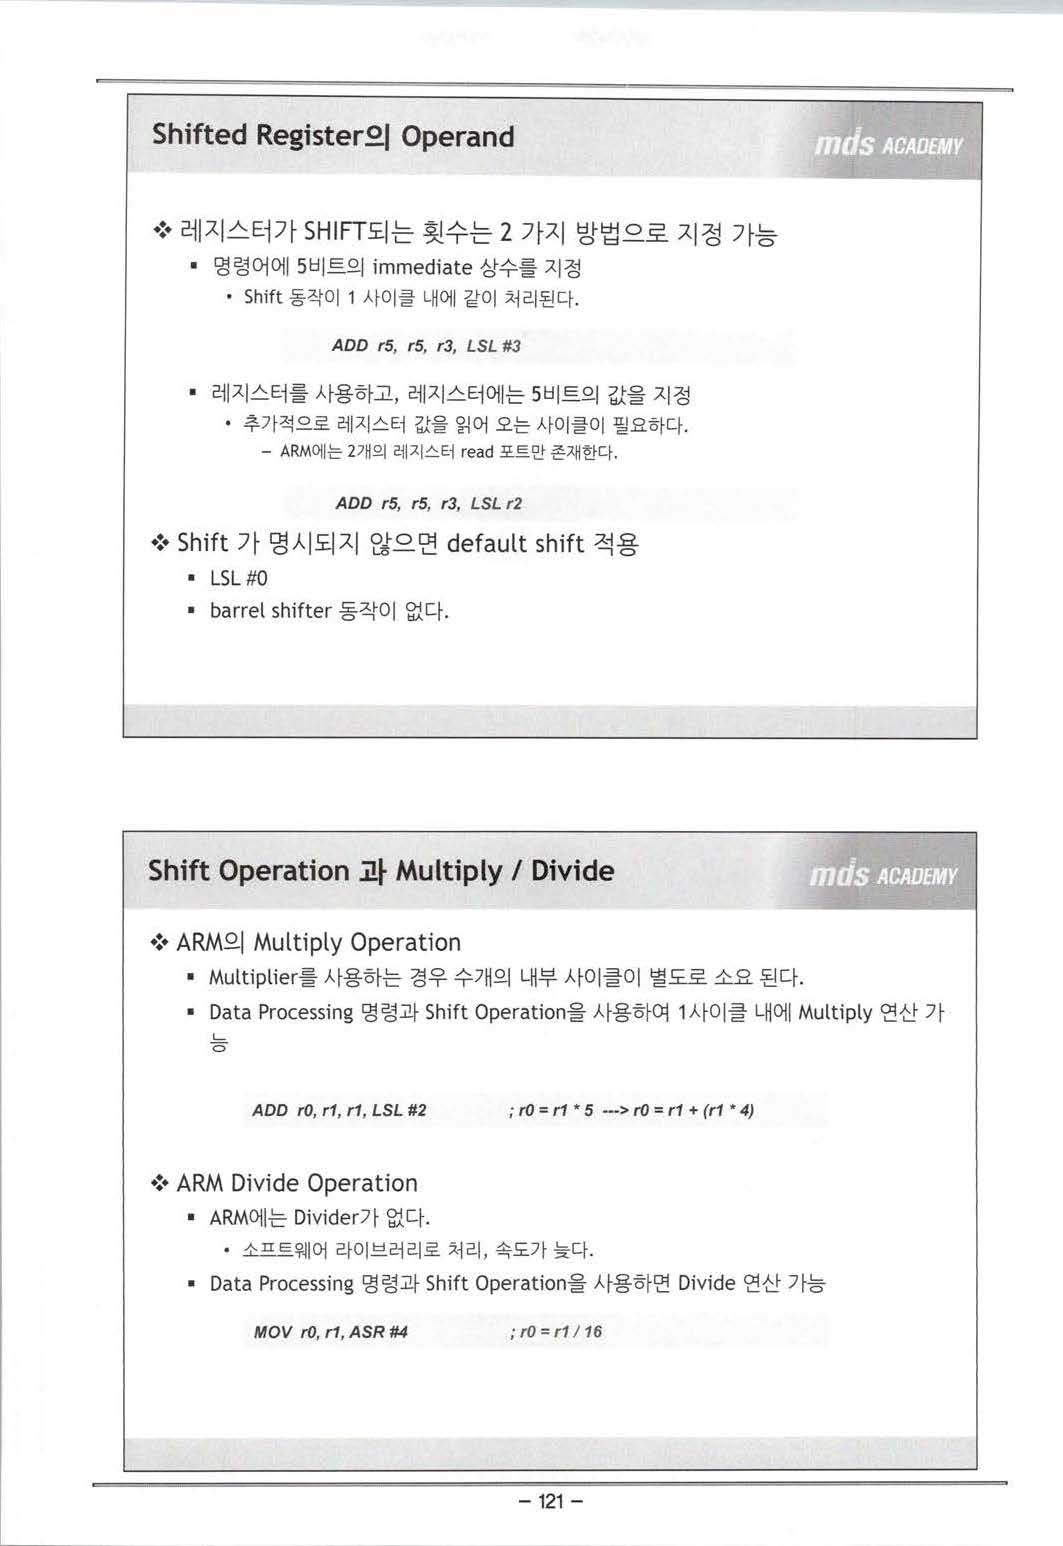 Shifted Register의 Operand
mds ACADEMY
❖ 레지스터가 SHIFT되는 횟수는 2 가지 방법으로 지정 가능
▪ 명령어에 5비트의 immediate 상수를 지정
• Shift 동작이 1 사이클 내에 같이 처리된다.
ADD r5, r5, r3, LSL #3
▪ 레지스터를 사용하고, 레지스터에는 5비트의 값을 지정
• 추가적으로 레지스터 값을 읽어 오는 사이클이 필요하다.
– ARM에는 2개의 레지스터 read 포트만 존재한다.
ADD r5, r5, r3, LSL r2
❖ Shift 가 명시되지 않으면 default shift 적용
▪ LSL #0
▪ barrel shifter 동작이 없다.
Shift Operation 과 Multiply / Divide
mds ACADEMY
❖ ARM의 Multiply Operation
▪ Multiplier를 사용하는 경우 수개의 내부 사이클이 별도로 소요 된다.
▪ Data Processing 명령과 Shift Operation을 사용하여 1사이클 내에 Multiply 연산 가
능
ADD r0, r1, r1, LSL #2 ; r0 = r1 * 5 ---> r0 = r1 + (r1 * 4)
❖ ARM Divide Operation
▪ ARM에는 Divider가 없다.
• 소프트웨어 라이브러리로 처리, 속도가 늦다.
▪ Data Processing 명령과 Shift Operation을 사용하면 Divide 연산 가능
MOV r0, r1, ASR #4 ; r0 = r1 / 16
– 121 –